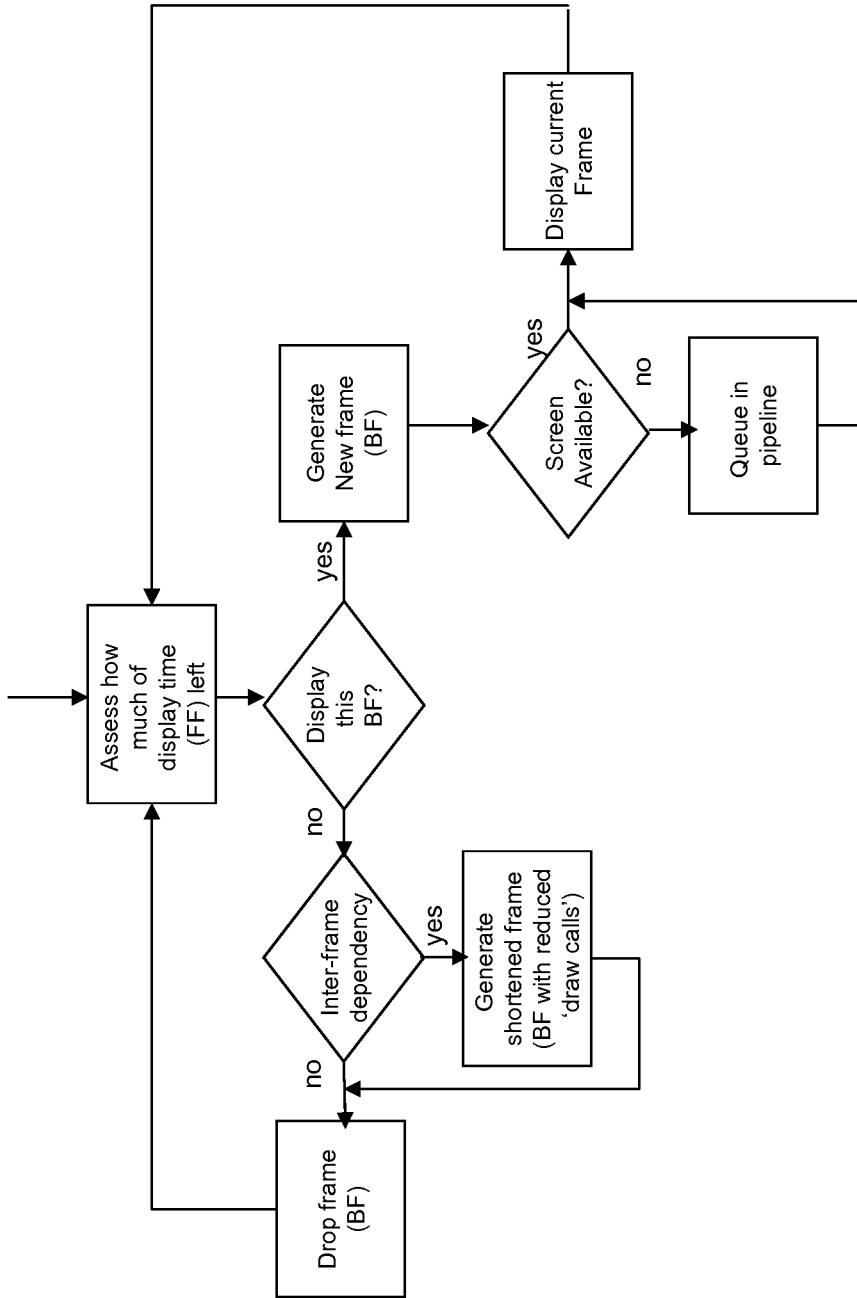 Assess how
much of
display time
(FF) left
Display
this
BF?
no
yes
Inter-frame
dependency
no
yes
Drop frame
(BF)
Generate
shortened frame
(BF with reduced
‘draw calls’)
Generate
New frame
(BF)
Screen
Available?
yes
no
Display current
Frame
Queue in
pipeline